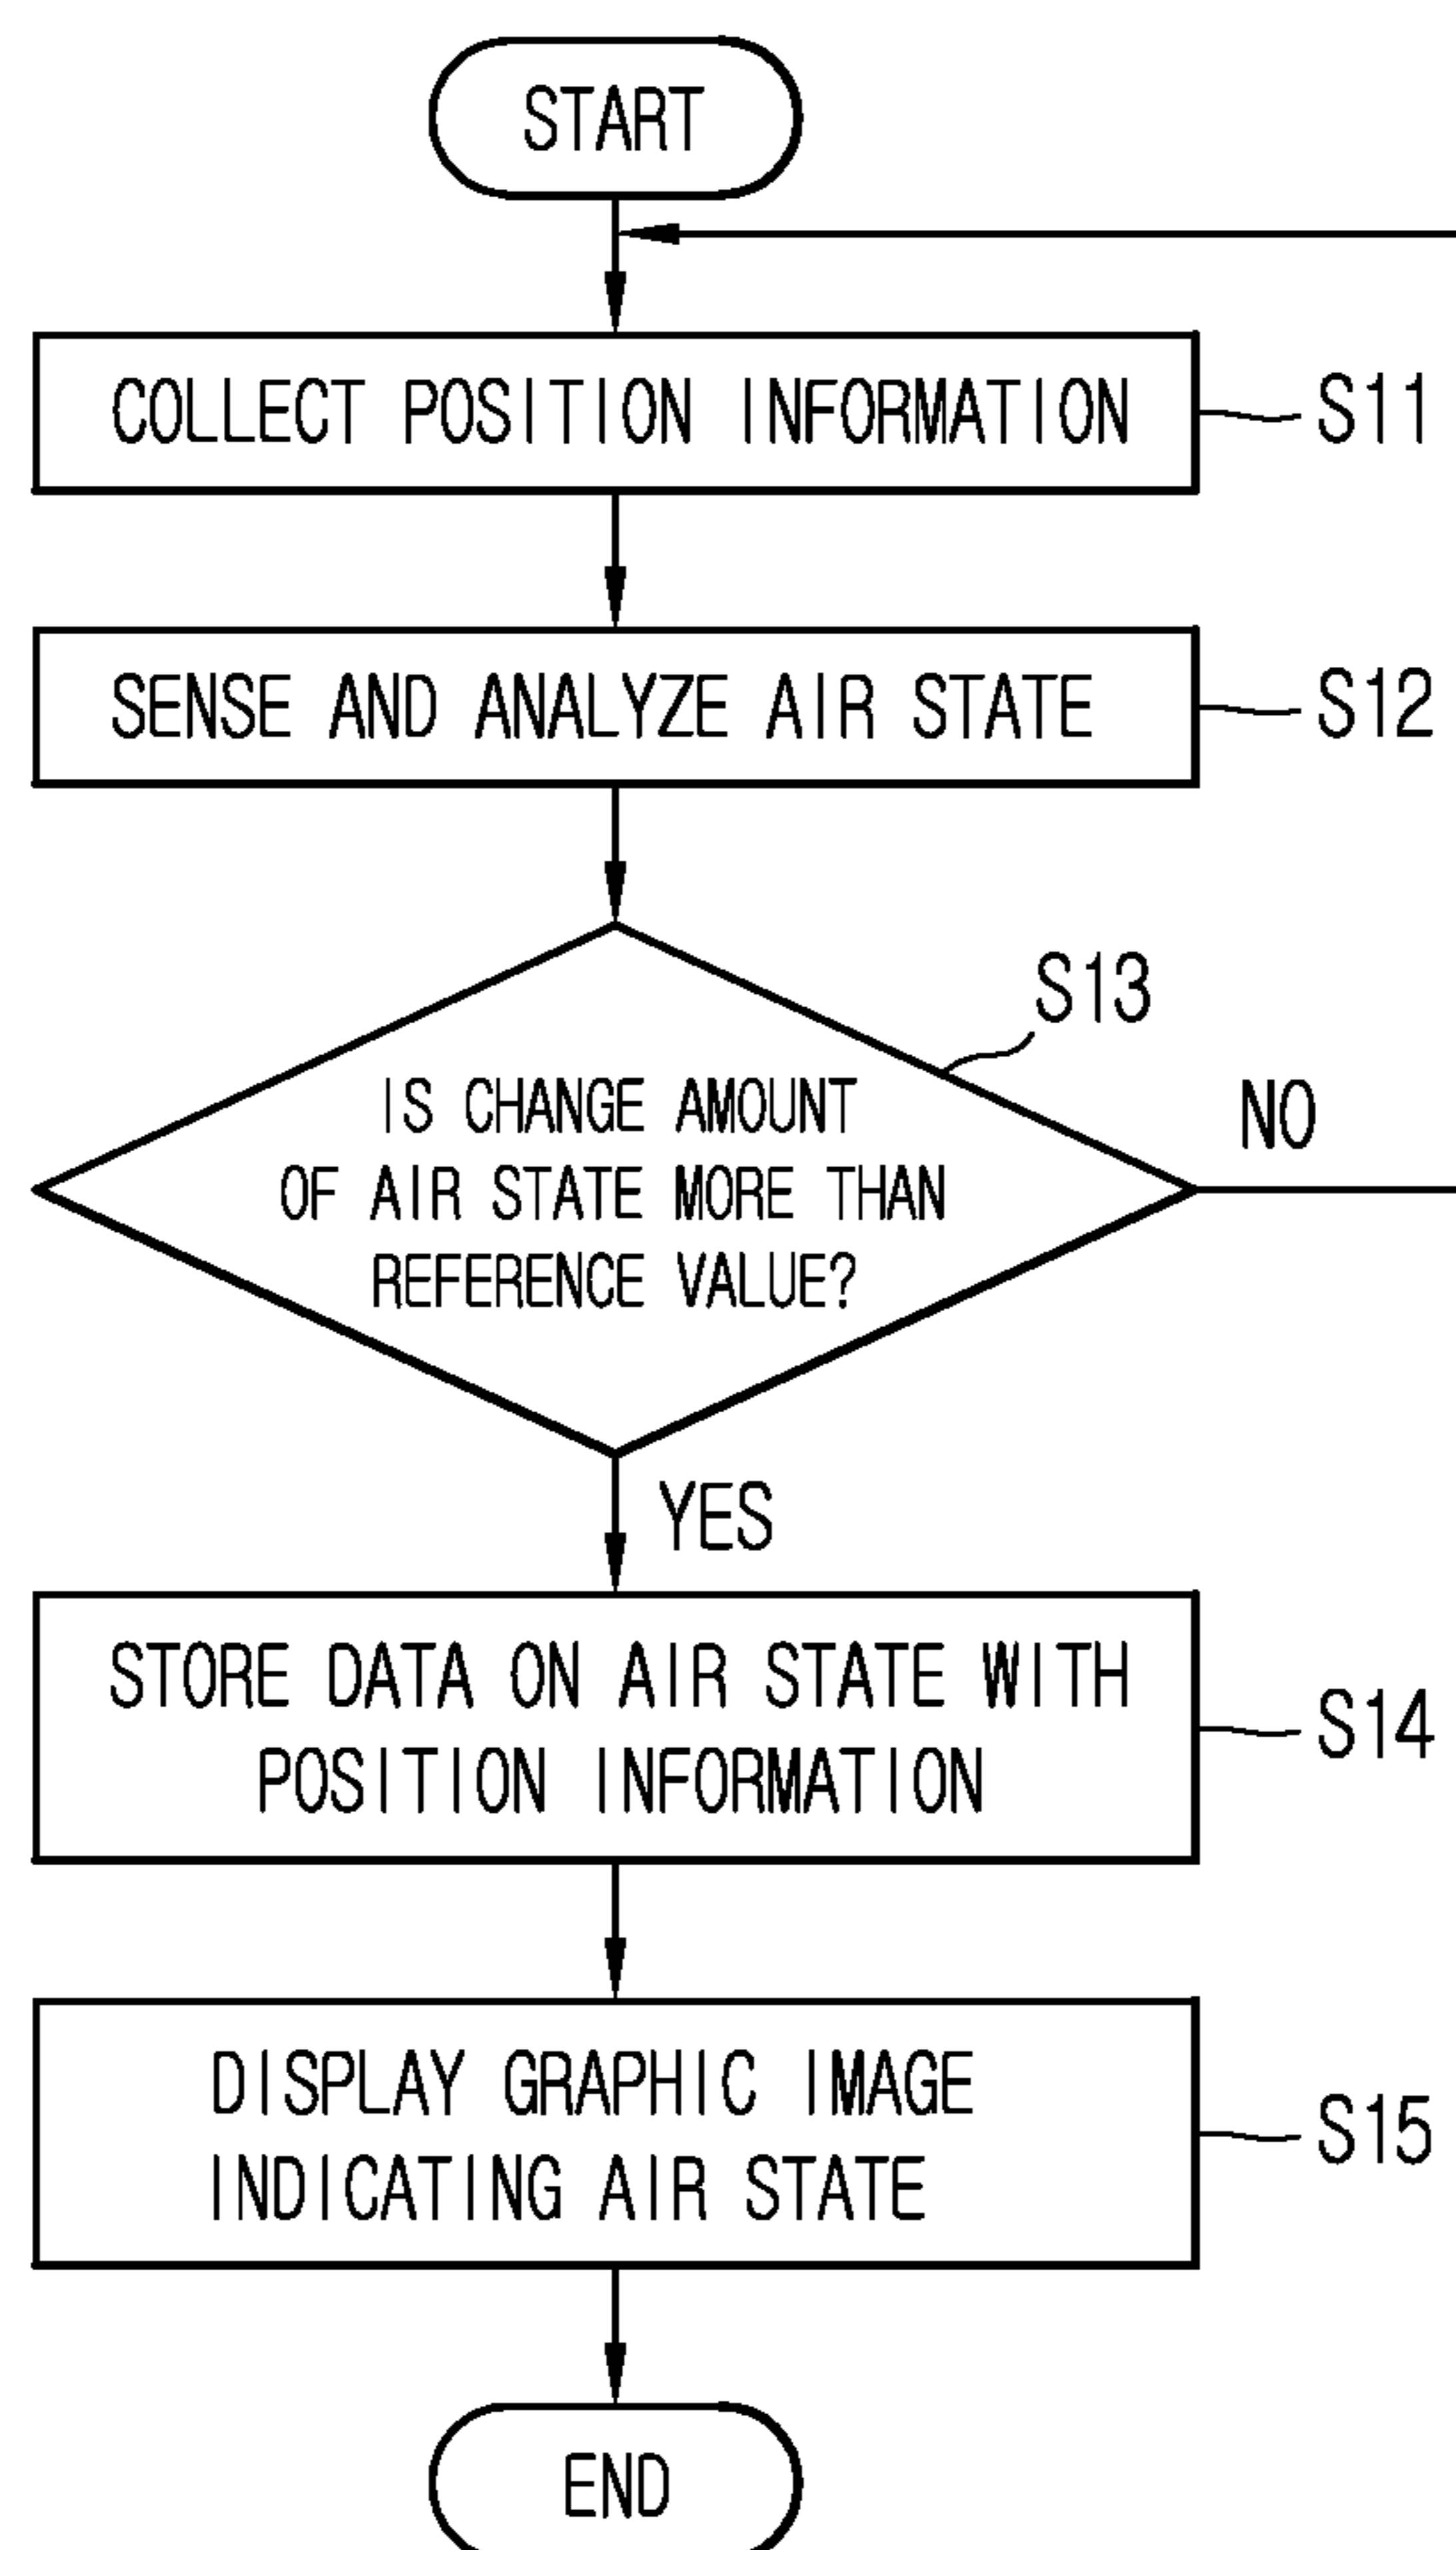 START
COLLECT POSITION INFORMATION
S11
SENSE AND ANALYZE AIR STATE
S12
S13
IS CHANGE AMOUNT
OF AIR STATE MORE THAN
REFERENCE VALUE?
NO
YES
STORE DATA ON AIR STATE WITH
POSITION INFORMATION
S14
DISPLAY GRAPHIC IMAGE
INDICATING AIR STATE
S15
END